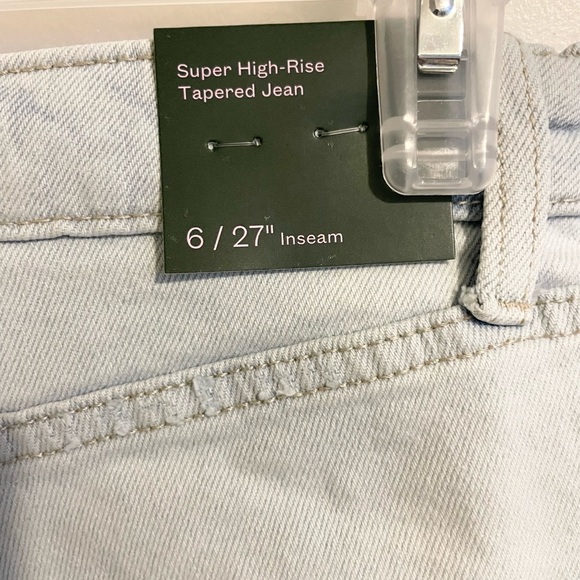 Super High-Rise
Tapered Jean
6 / 27" Inseam